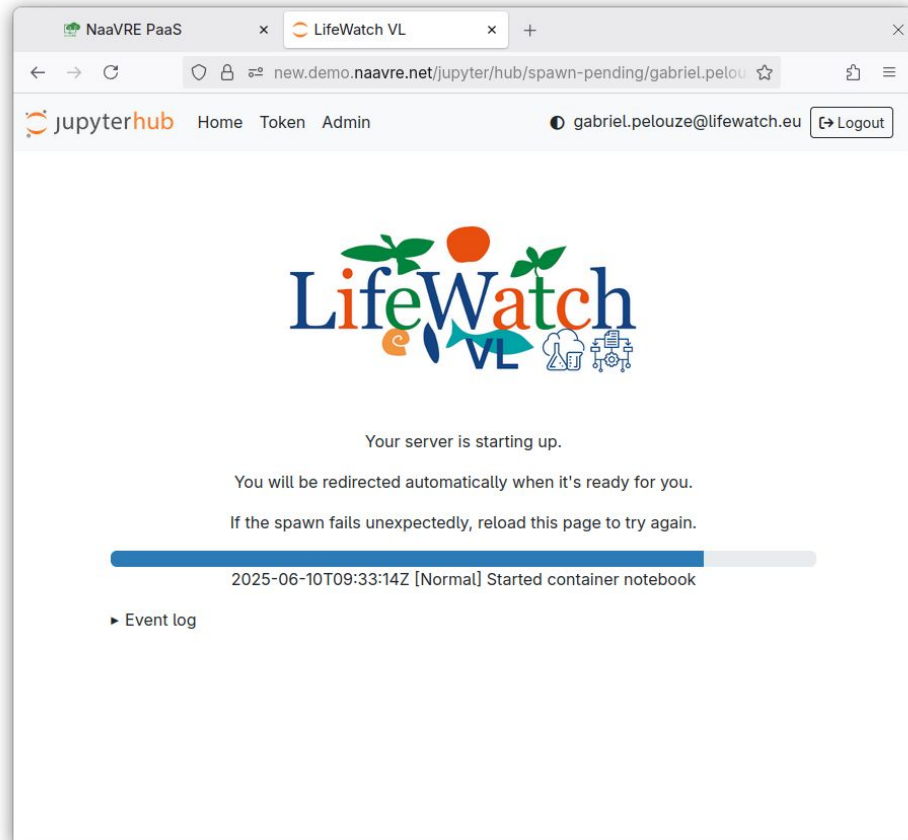 NaaVRE PaaS
LifeWatch VL
new.demo.naavre.net/jupyter/hub/spawn-pending/gabriel.pelou
jupyterhub Home Token Admin gabriel.pelouze@lifewatch.eu Logout
LifeWatch
VL
Your server is starting up.
You will be redirected automatically when it's ready for you.
If the spawn fails unexpectedly, reload this page to try again.
2025-06-10T09:33:14Z [Normal] Started container notebook
Event log